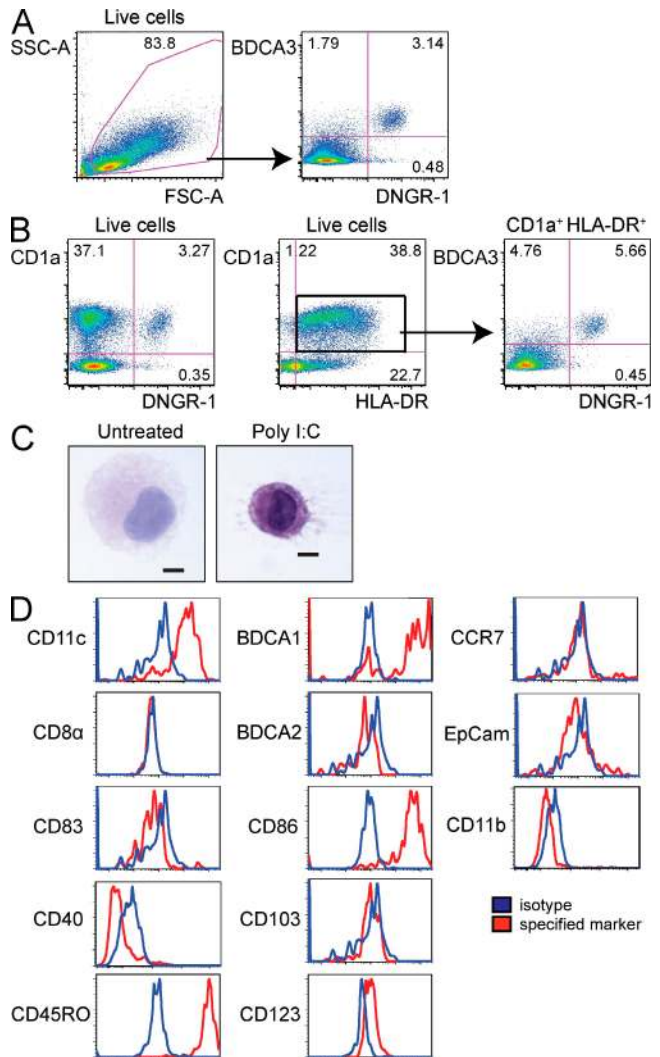 A
Live cells
SSC-A
83.8
FSC-A
BDCA3
1.79
3.14
0.48
DNGR-1
B
Live cells
CD1a
37.1
3.27
0.35
DNGR-1
Live cells
CD1a
1.22
38.8
22.7
HLA-DR
CD1a⁺ HLA-DR⁺
BDCA3
4.76
5.66
0.45
DNGR-1
C
Untreated
Poly I:C
D
CD11c
BDCA1
CCR7
CD8α
BDCA2
EpCam
CD83
CD86
CD11b
CD40
CD103
isotype
specified marker
CD45RO
CD123